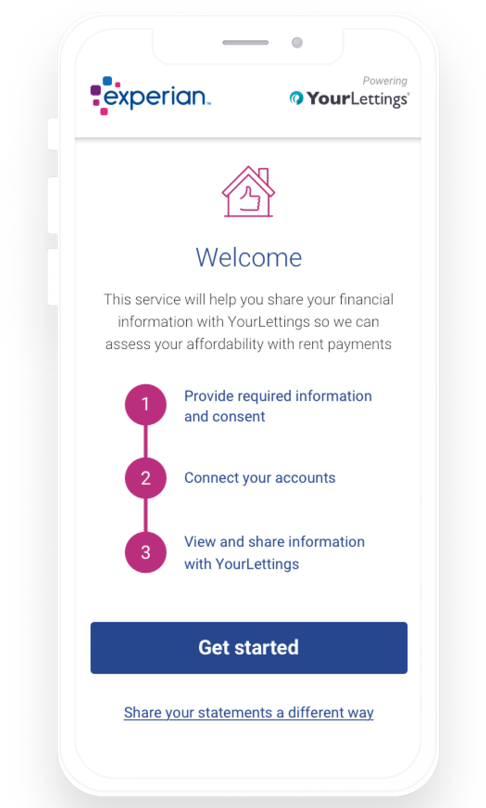 experian™
Powering
YourLettings
Welcome
This service will help you share your financial
information with YourLettings so we can
assess your affordability with rent payments
1
Provide required information
and consent
2
Connect your accounts
3
View and share information
with YourLettings
Get started
Share your statements a different way